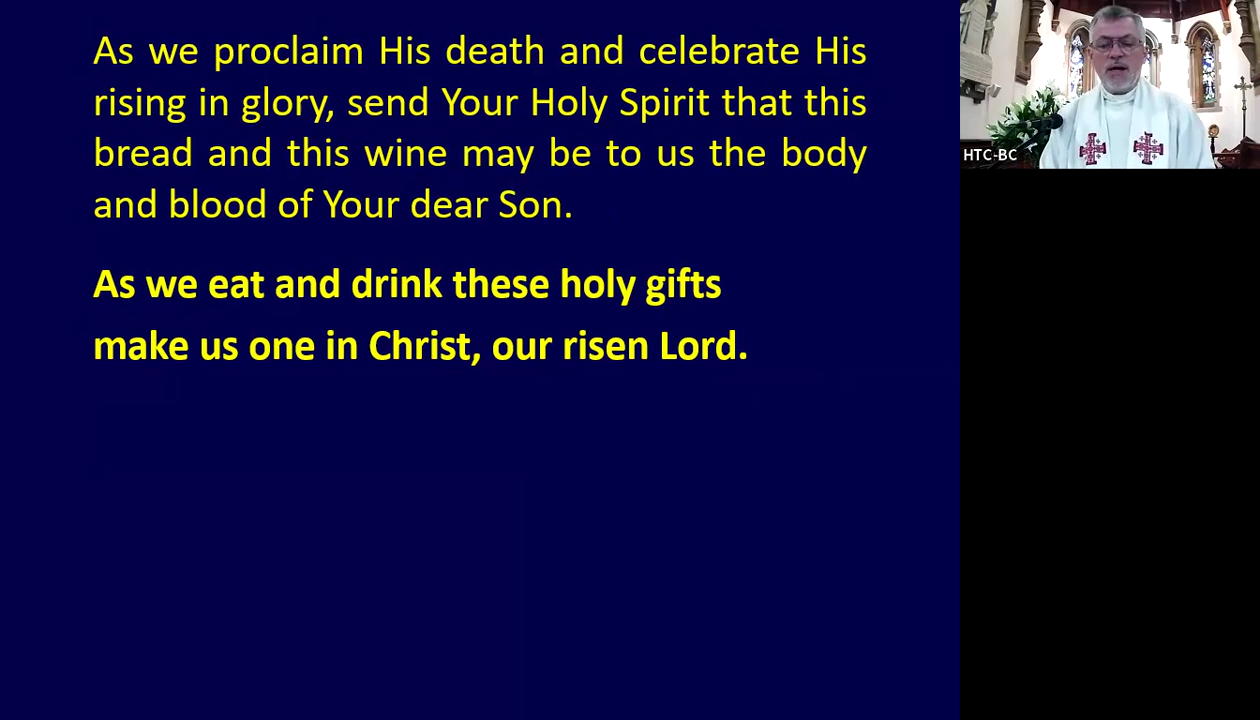 As we proclaim His death and celebrate His
rising in glory, send Your Holy Spirit that this
bread and this wine may be to us the body
and blood of Your dear Son.
As we eat and drink these holy gifts
make us one in Christ, our risen Lord.
HTC-BC